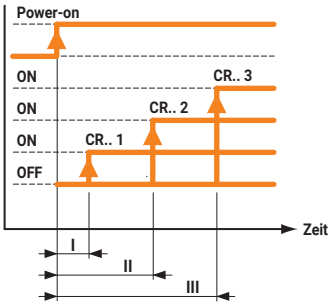 Power-on
ON CR.. 3
ON CR.. 2
ON CR.. 1
OFF
Zeit
I
II
III